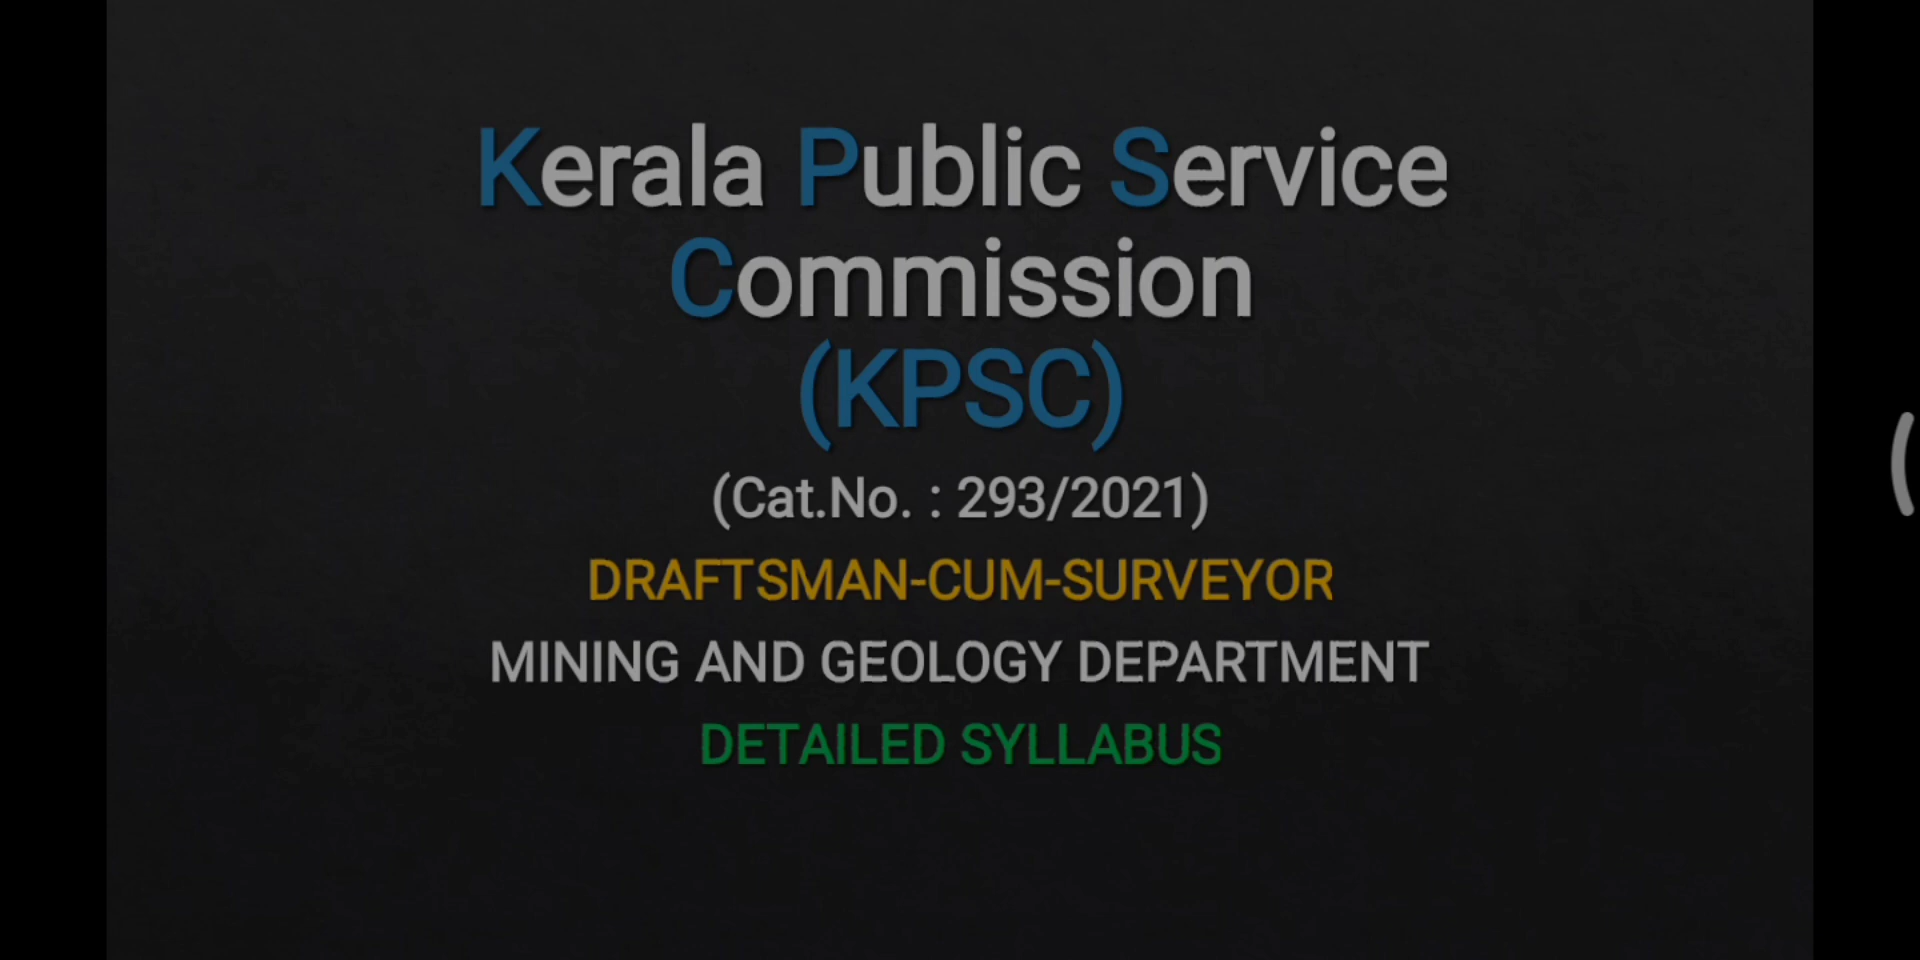 Kerala Public Service
Commission
(KPSC)
(Cat.No. : 293/2021)
DRAFTSMAN-CUM-SURVEYOR
MINING AND GEOLOGY DEPARTMENT
DETAILED SYLLABUS